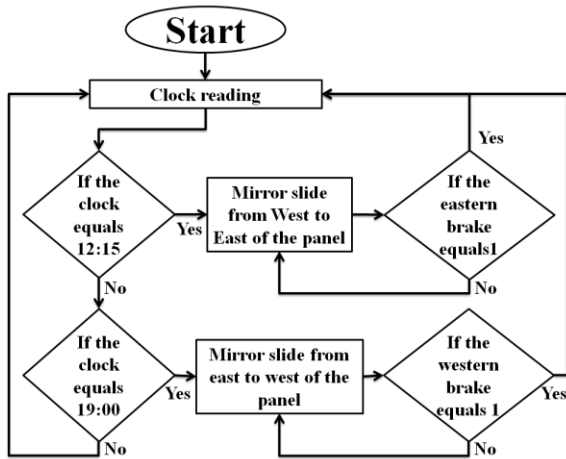 Start
Clock reading
If the
clock
equals
12:15
Yes
No
Mirror slide
from West to
East of the panel
If the
eastern
brake
equals1
Yes
No
If the
clock
equals
19:00
Yes
No
Mirror slide from
east to west of the
panel
If the
western
brake
equals 1
Yes
No